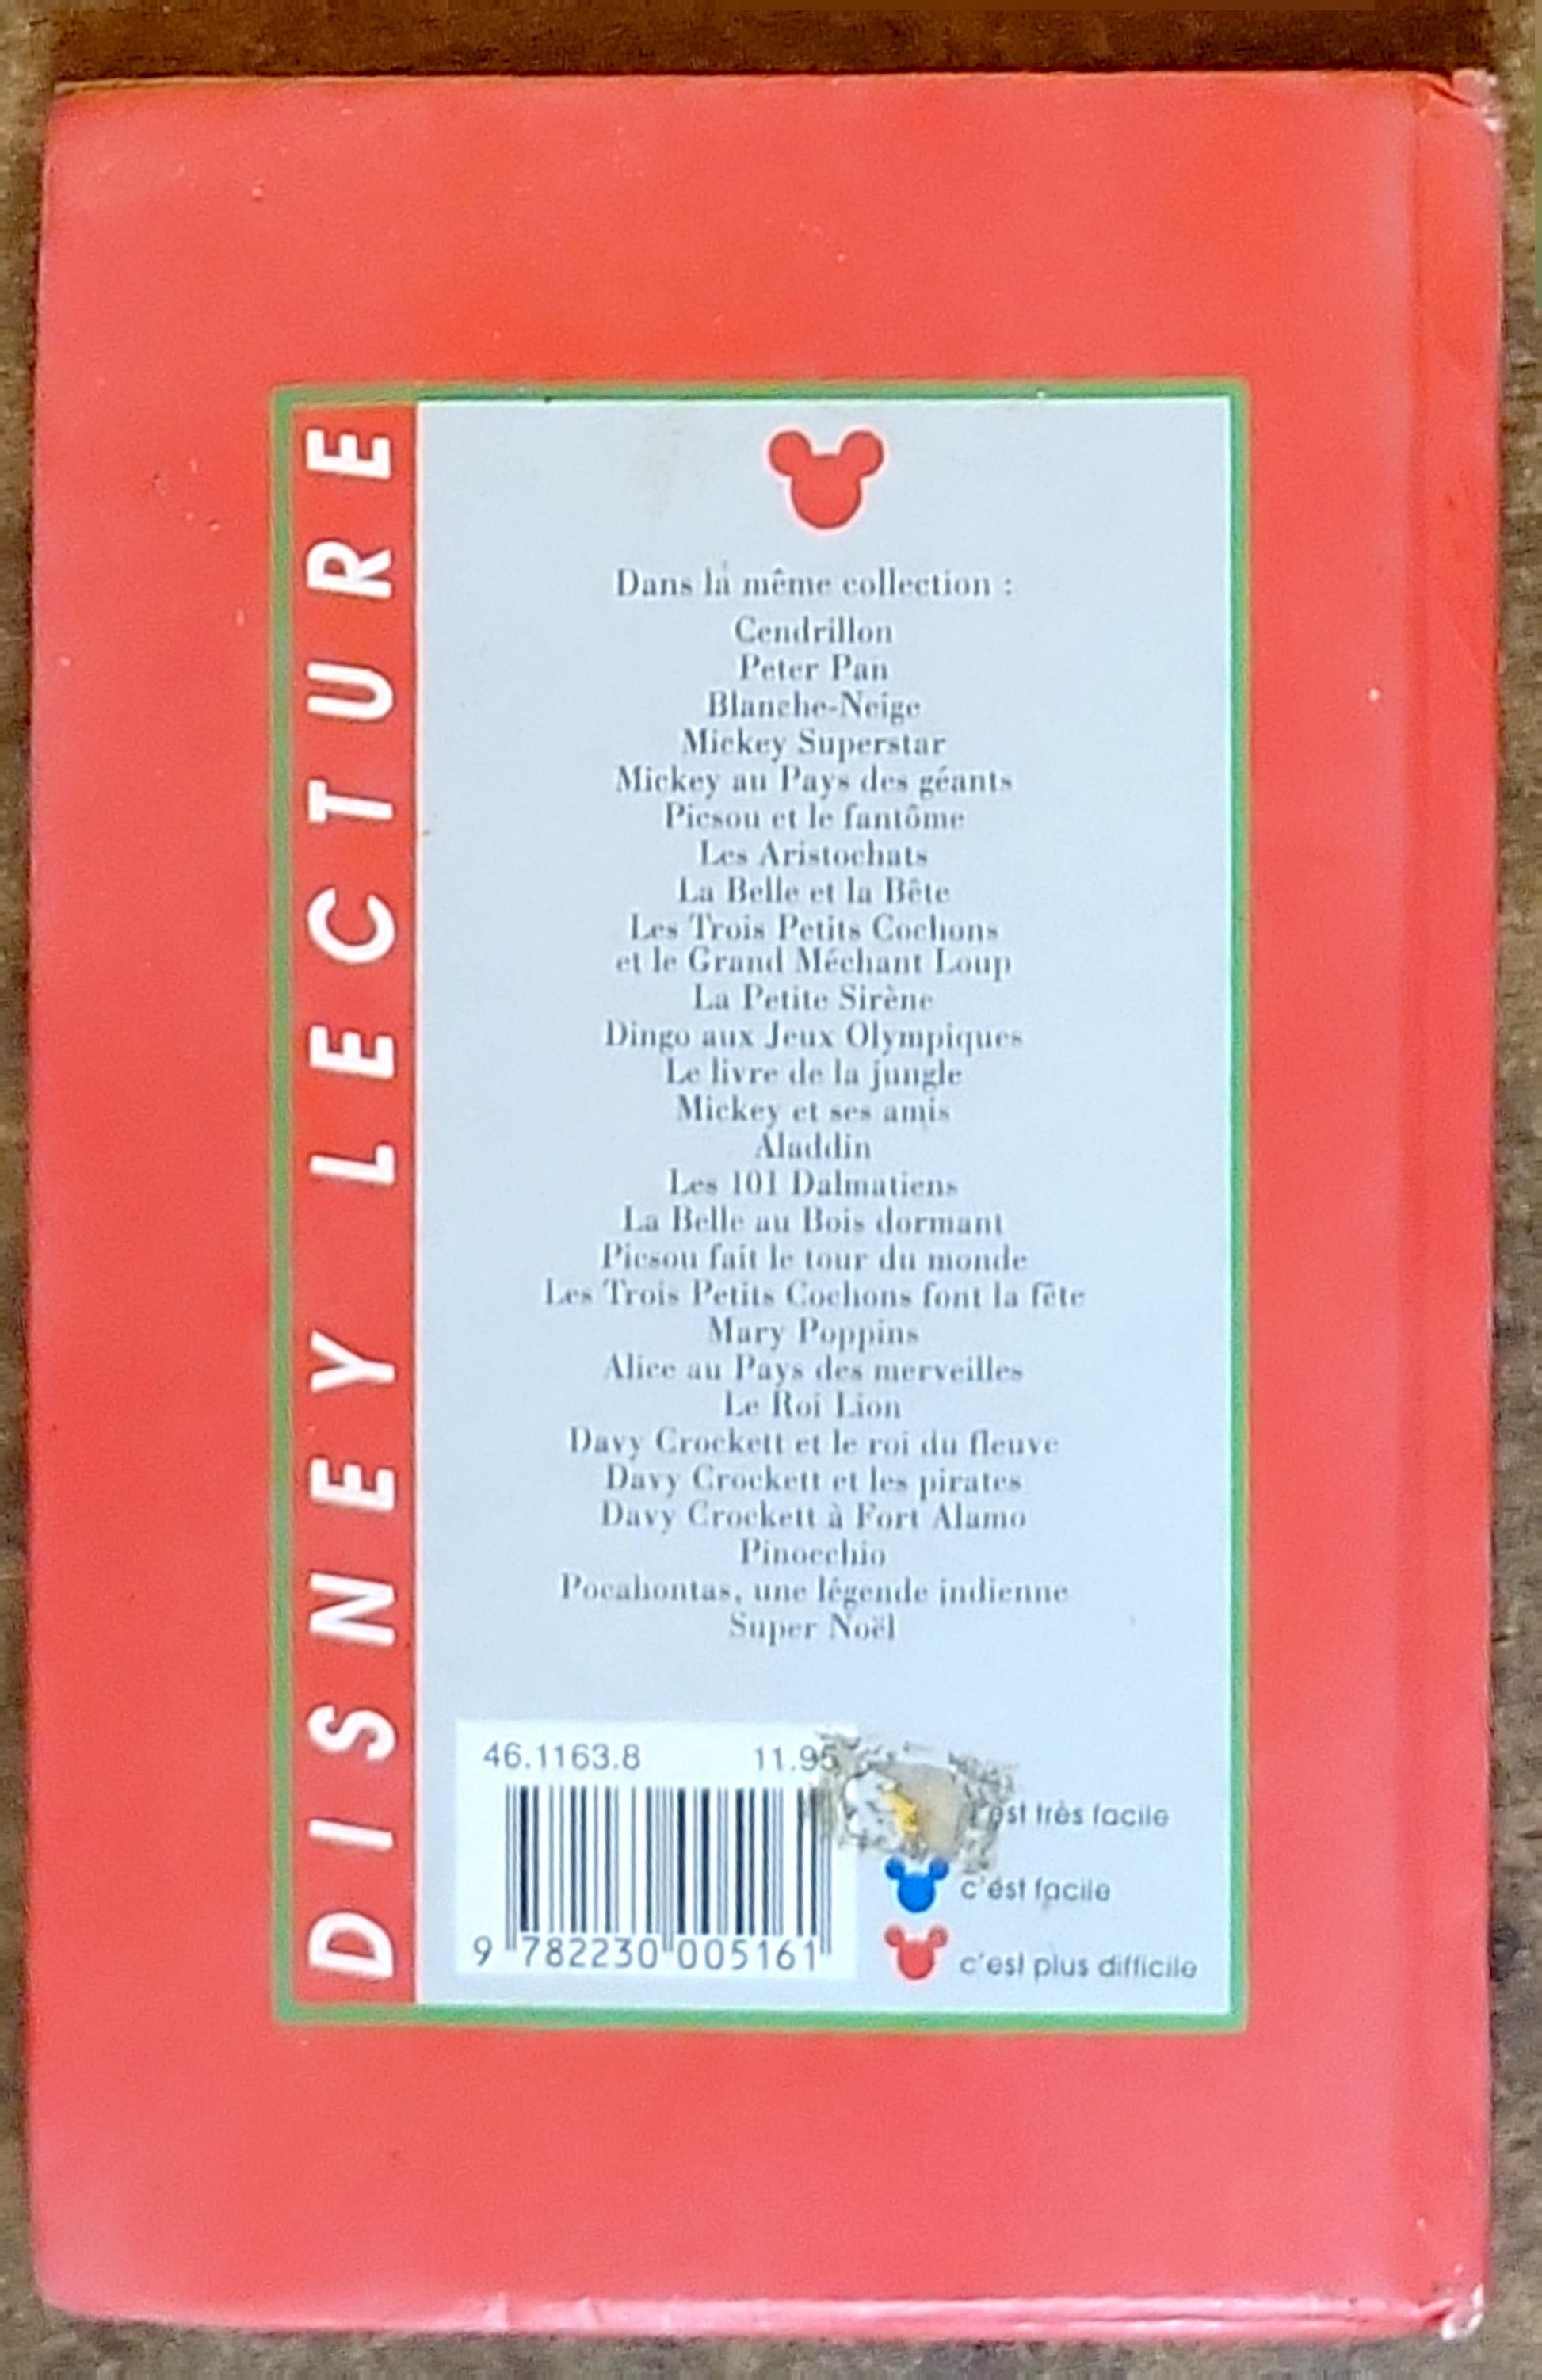 DISNEY LECTURE
Dans la même collection :
Cendrillon
Peter Pan
Blanche-Neige
Mickey Superstar
Mickey au Pays des géants
Picsou et le fantôme
Les Aristochats
La Belle et la Bête
Les Trois Petits Cochons
et le Grand Méchant Loup
La Petite Sirène
Dingo aux Jeux Olympiques
Le livre de la jungle
Mickey et ses amis
Aladdin
Les 101 Dalmatiens
La Belle au Bois dormant
Picsou fait le tour du monde
Les Trois Petits Cochons font la fête
Mary Poppins
Alice au Pays des merveilles
Le Roi Lion
Davy Crockett et le roi du fleuve
Davy Crockett et les pirates
Davy Crockett à Fort Alamo
Pinocchio
Pocahontas, une légende indienne
Super Noël
46.1163.8 11.95
très facile
c'est facile
c'est plus difficile
9 782230 005161